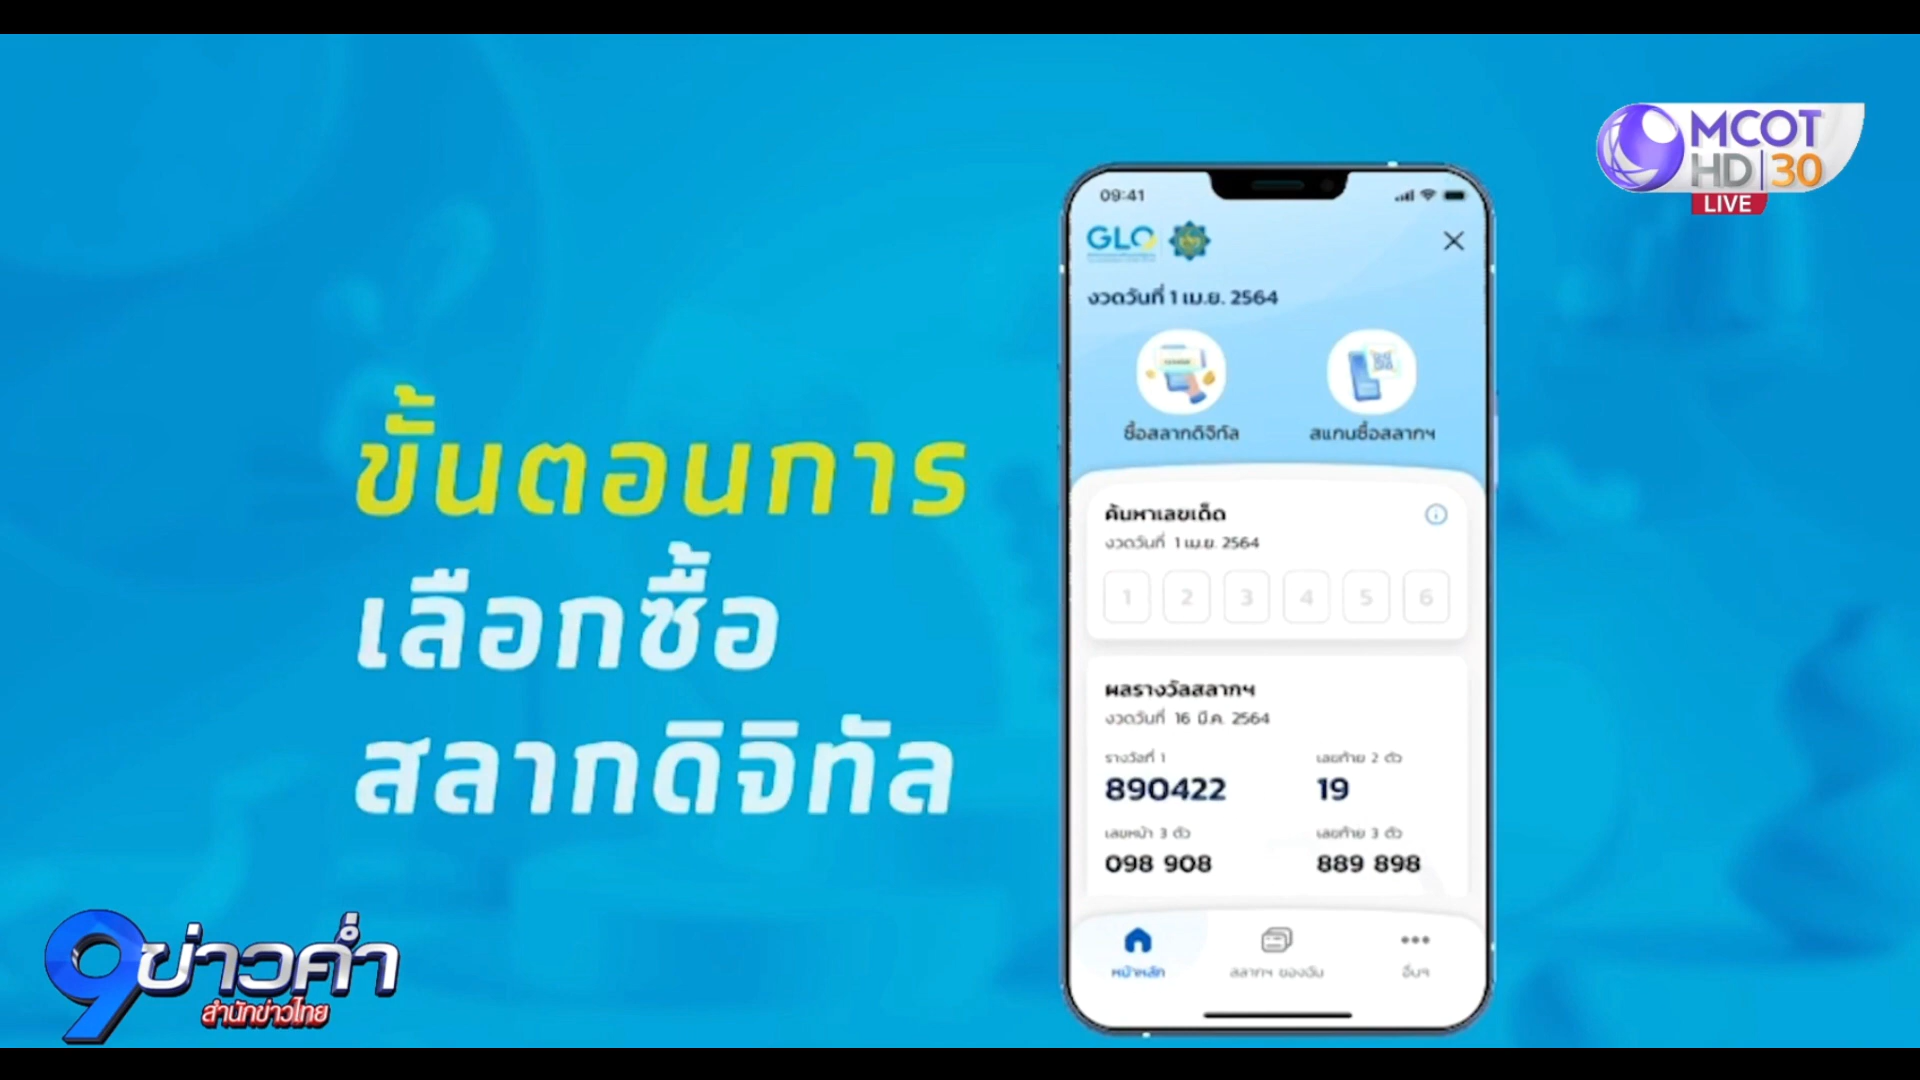 MCOT
HD 30
LIVE
ขั้นตอนการ
เลือกซื้อ
สลากดิจิทัล
09:41
GLO
งวดวันที่ 1 เม.ย. 2564
ซื้อสลากดิจิทัล
สแกนซื้อสลากฯ
ค้นหาเลขเด็ด
งวดวันที่ 1 เม.ย. 2564
1 2 3 4 5 6
ผลรางวัลสลากฯ
งวดวันที่ 16 มี.ค. 2564
รางวัลที่ 1 เลขท้าย 2 ตัว
890422 19
เลขหน้า 3 ตัว เลขท้าย 3 ตัว
098 908 889 898
หน้าหลัก สลากฯ ของฉัน อื่นๆ
9ข่าวค่ำ
สำนักข่าวไทย